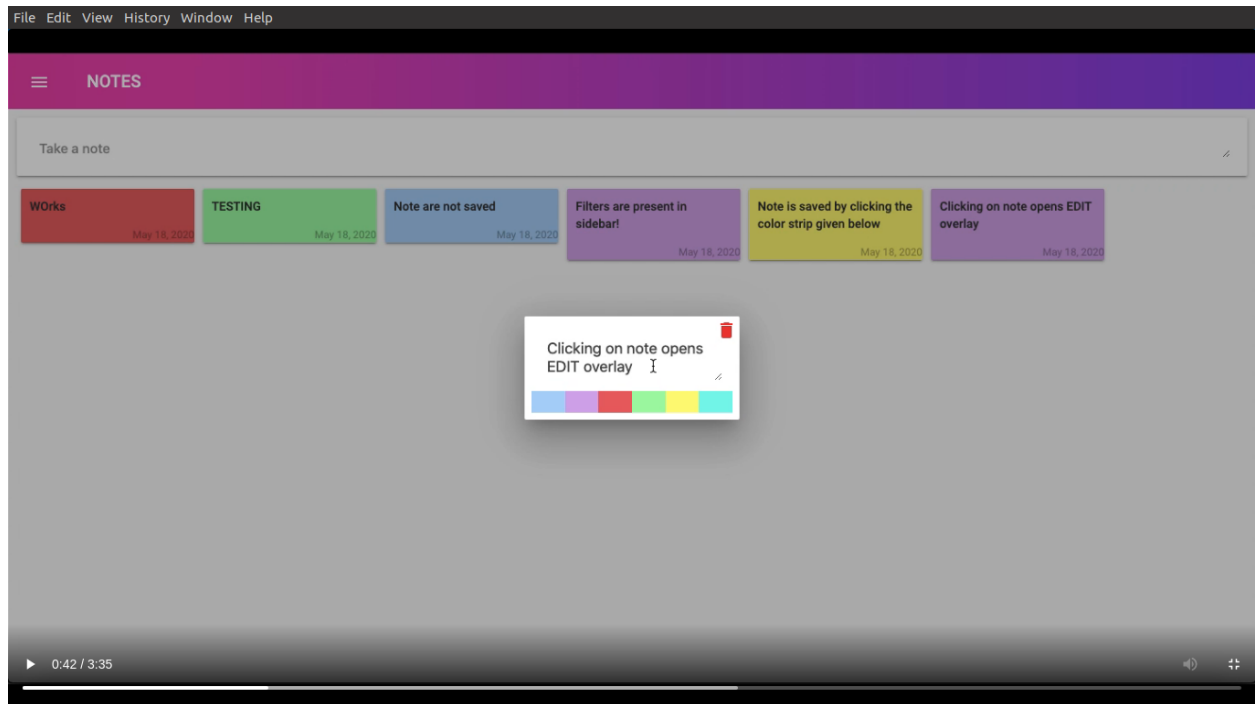 File Edit View History Window Help
NOTES
Take a note
WOrks
May 18, 2020
TESTING
May 18, 2020
Note are not saved
May 18, 2020
Filters are present in
sidebar!
May 18, 2020
Note is saved by clicking the
color strip given below
May 18, 2020
Clicking on note opens EDIT
overlay
May 18, 2020
Clicking on note opens
EDIT overlay
0:42 / 3:35